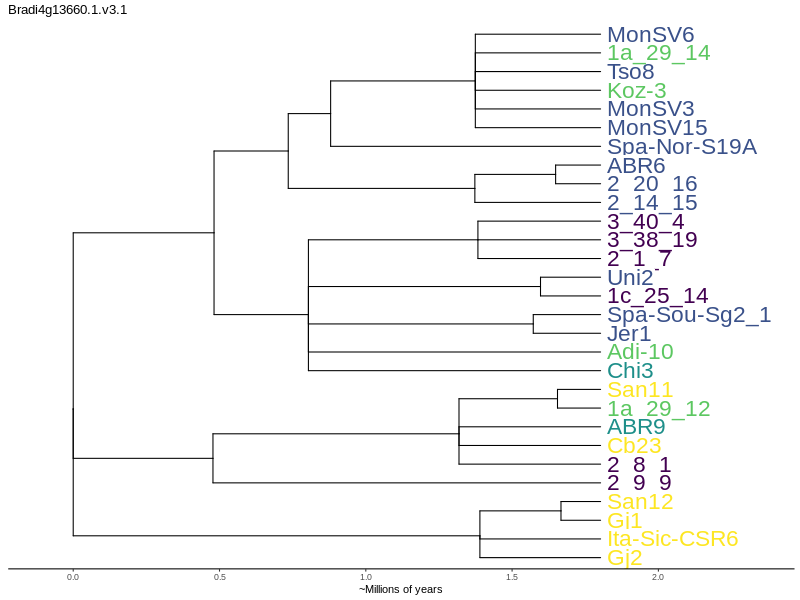 Bradi4g13660.1.v3.1
MonSV6
1a_29_14
Tso8
Koz-3
MonSV3
MonSV15
Spa-Nor-S19A
ABR6
2_20_16
2_14_15
3_40_4
3_38_19
2_1_7
Uni2
1c_25_14
Spa-Sou-Sg2_1
Jer1
Adi-10
Chi3
San11
1a_29_12
ABR9
Cb23
2_8_1
2_9_9
San12
Gj1
Ita-Sic-CSR6
Gj2
0.0 0.5 1.0 1.5 2.0
~Millions of years